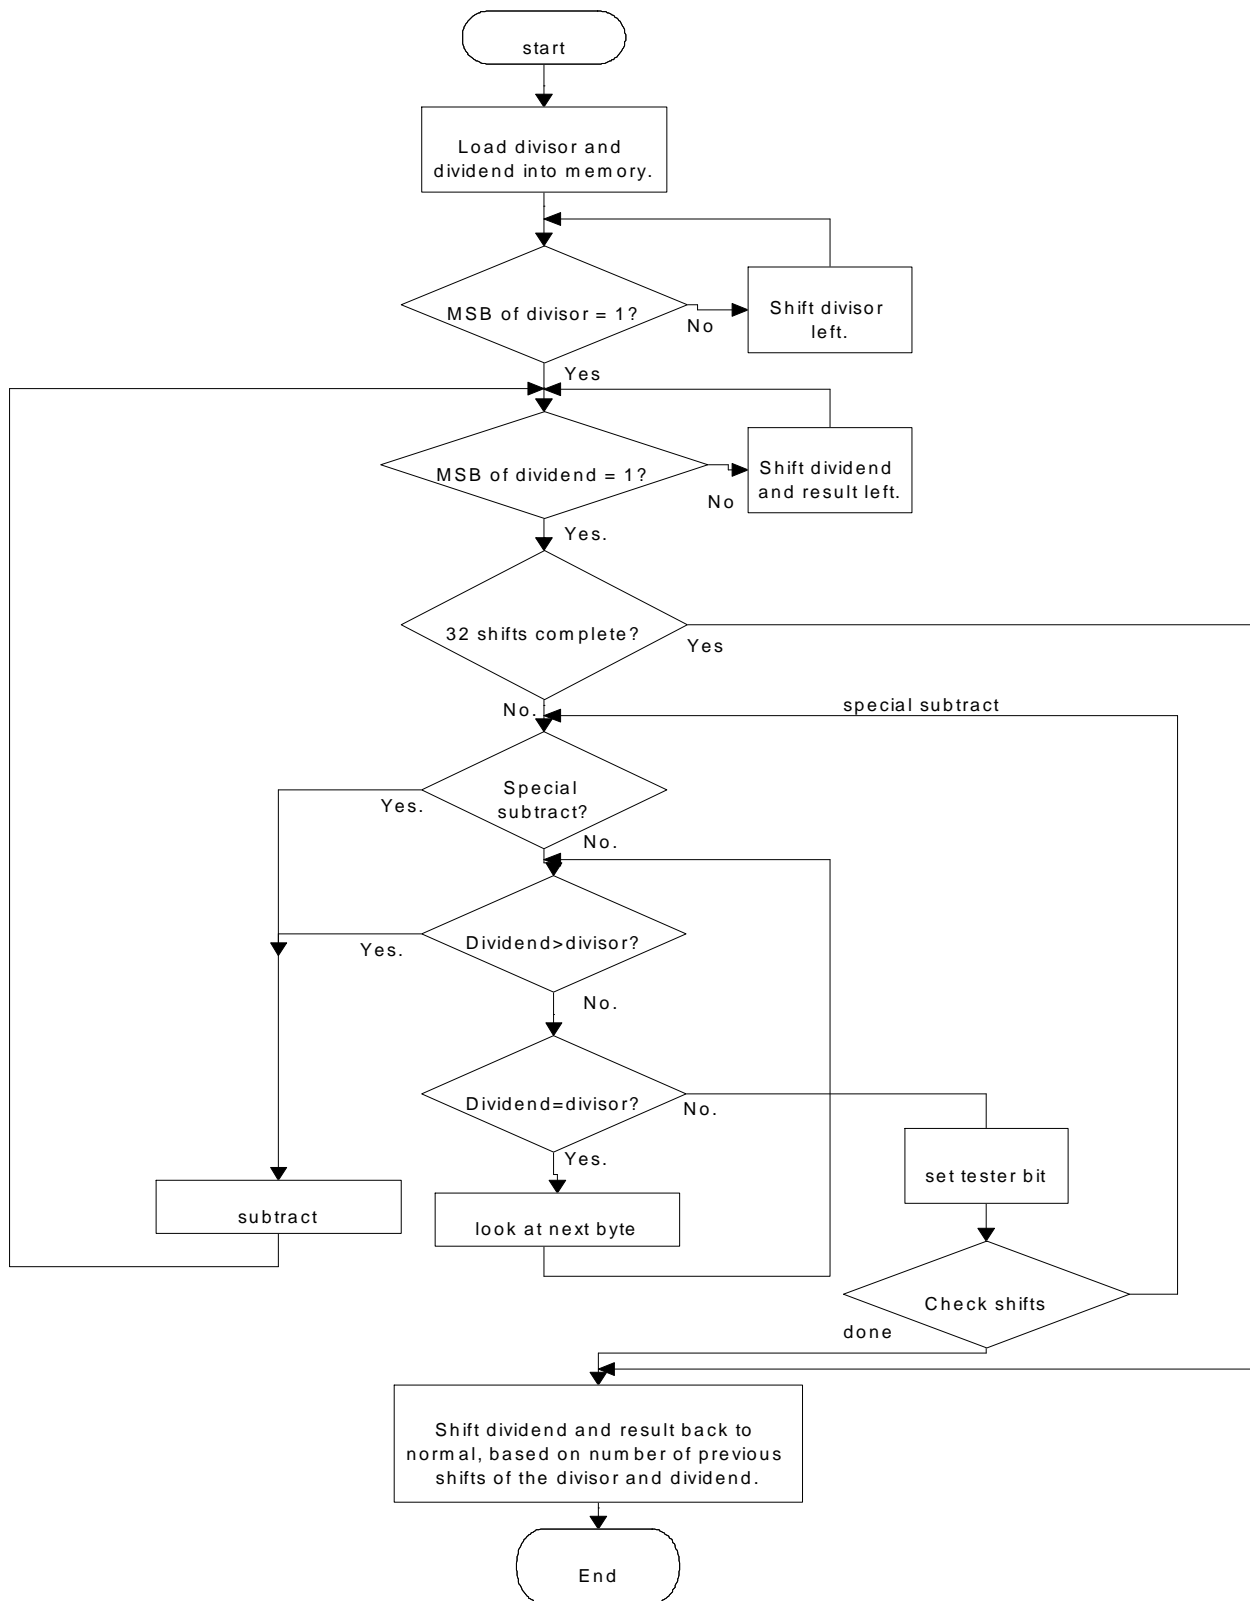 start
Load divisor and
dividend into memory.
MSB of divisor = 1?
No
Shift divisor
left.
Yes
MSB of dividend = 1?
No
Shift dividend
and result left.
Yes.
32 shifts complete?
Yes
No.
special subtract
Special
subtract?
Yes.
No.
Dividend>divisor?
Yes.
No.
Dividend=divisor?
No.
Yes.
set tester bit
subtract
look at next byte
Check shifts
done
Shift dividend and result back to
normal, based on number of previous
shifts of the divisor and dividend.
End